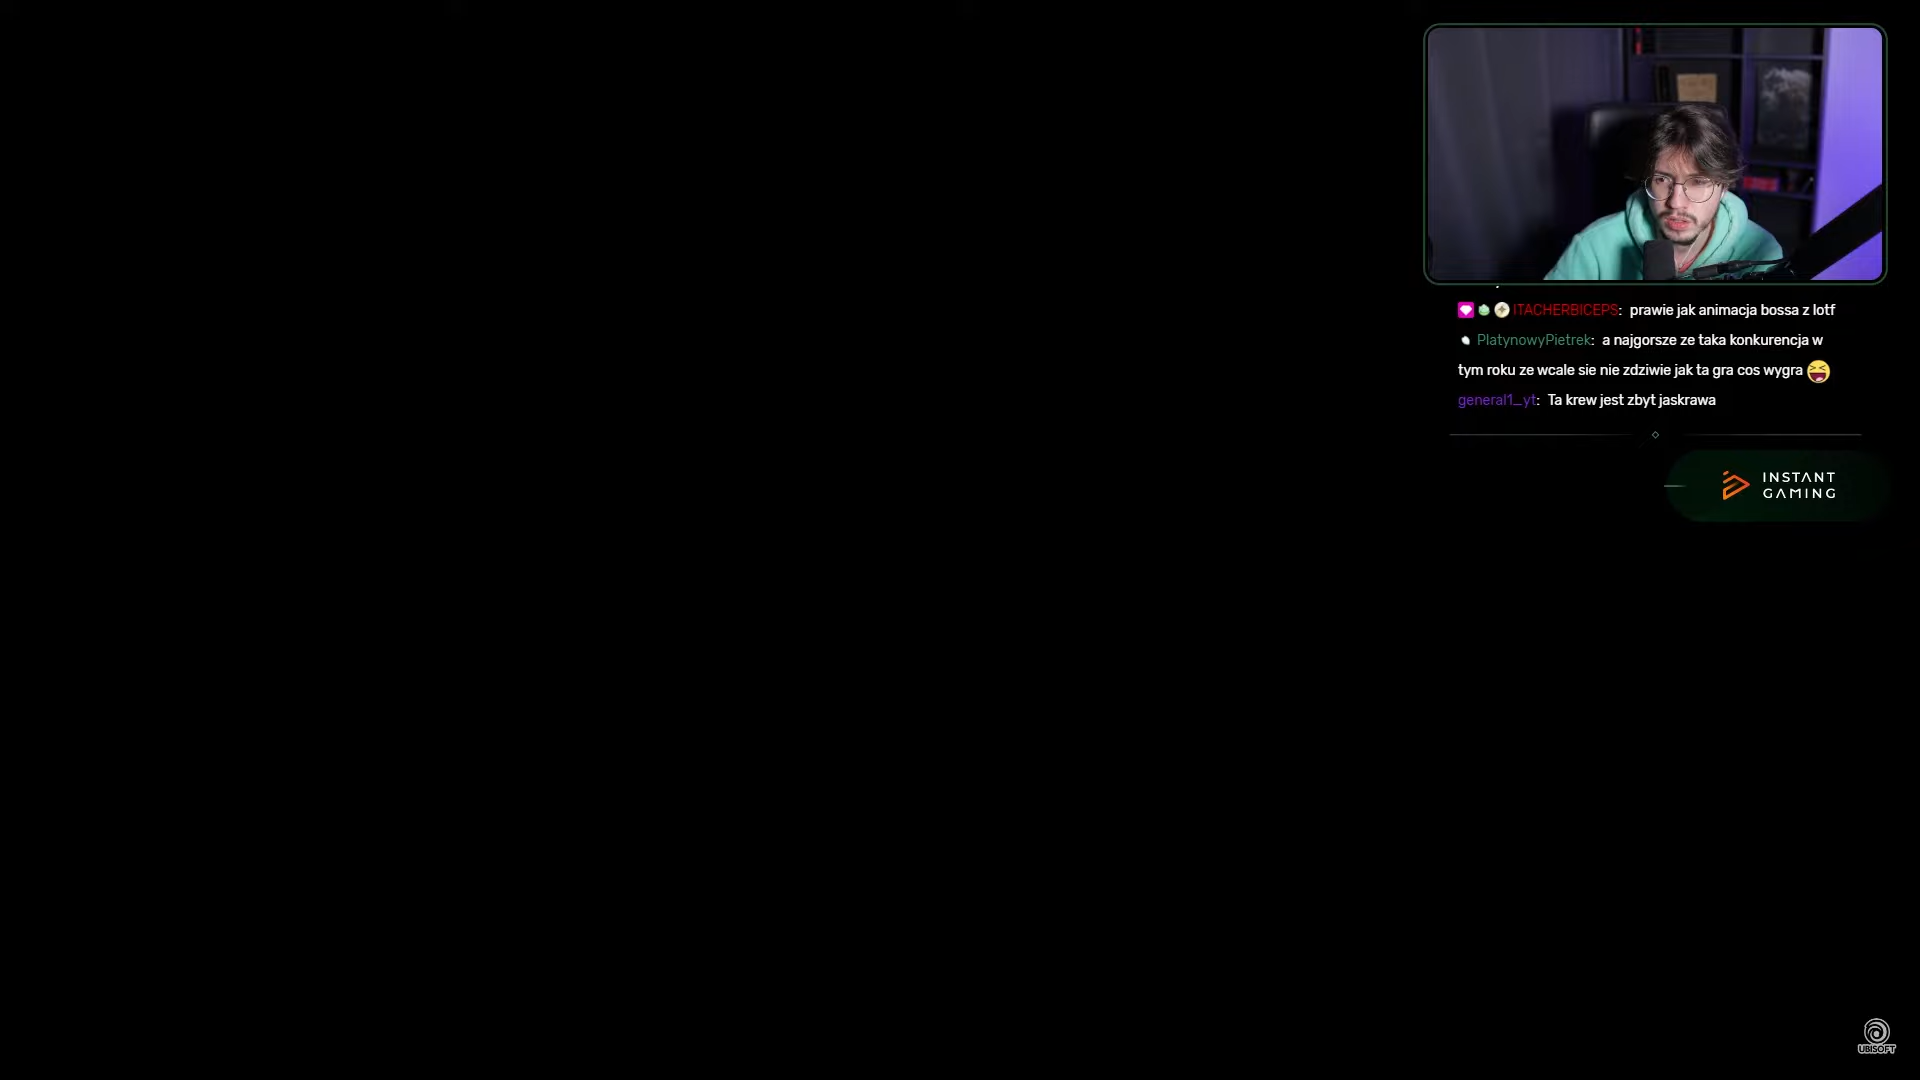 ITACHERBICEPS: prawie jak animacja bossa z lotf
PlatynowyPietrek: a najgorsze ze taka konkurencja w
tym roku ze wcale sie nie zdziwie jak ta gra cos wygra
general1_yt: Ta krew jest zbyt jaskrawa
INSTANT
GAMING
UBISOFT